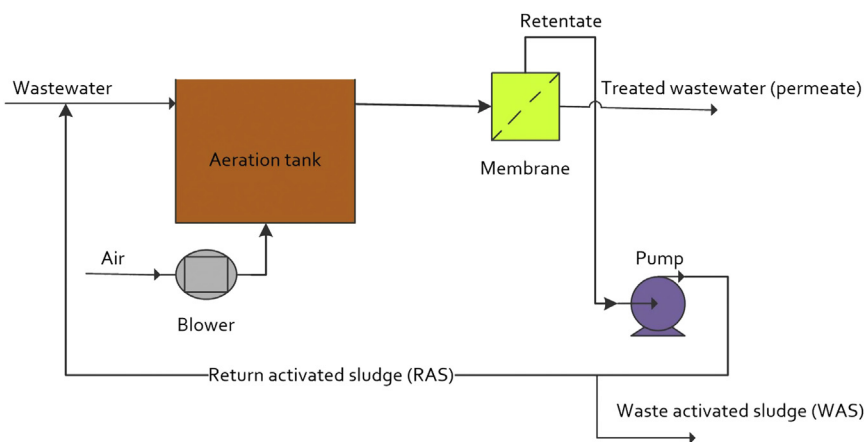 Retentate
Wastewater
Treated wastewater (permeate)
Aeration tank
Membrane
Air
Pump
Blower
Return activated sludge (RAS)
Waste activated sludge (WAS)